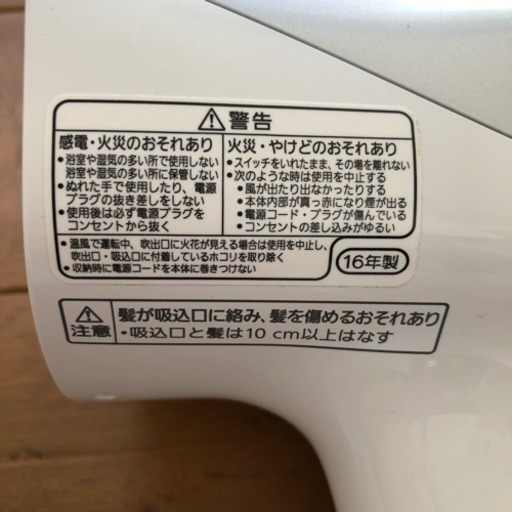 ⚠警告
感電・火災のおそれあり
●浴室や湿気の多い所で使用しない
浴室や湿気の多い所に保管しない
●ぬれた手で使用したり、電源
プラグの抜き差しをしない
●使用後は必ず電源プラグを
コンセントから抜く
火災・やけどのおそれあり
●スイッチをいれたまま、その場を離れない
●次のような時は使用を中止する
●風が出たり出なかったりする
●本体内部が真っ赤になり煙が出る
●電源コード・プラグが傷んでいる
●コンセントの差し込みがゆるい
●温風で運転中、吹出口に火花が見える場合は使用を中止し、
吹出口・吸込口に付着しているホコリを取り除く
●収納時に電源コードを本体に巻きつけない
16年製
⚠注意
髪が吸込口に絡み、髪を傷めるおそれあり
・吸込口と髪は10 cm以上はなす